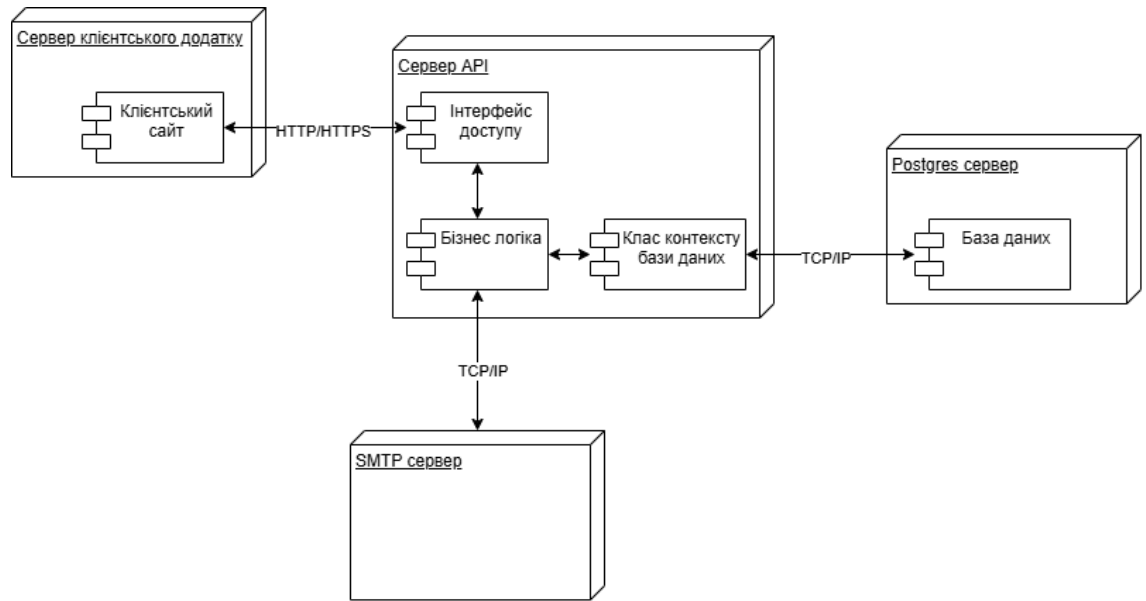 Сервер клієнтського додатку
Клієнтський
сайт
HTTP/HTTPS
Сервер API
Інтерфейс
доступу
Бізнес логіка
Клас контексту
бази даних
TCP/IP
Postgres сервер
База даних
TCP/IP
SMTP сервер